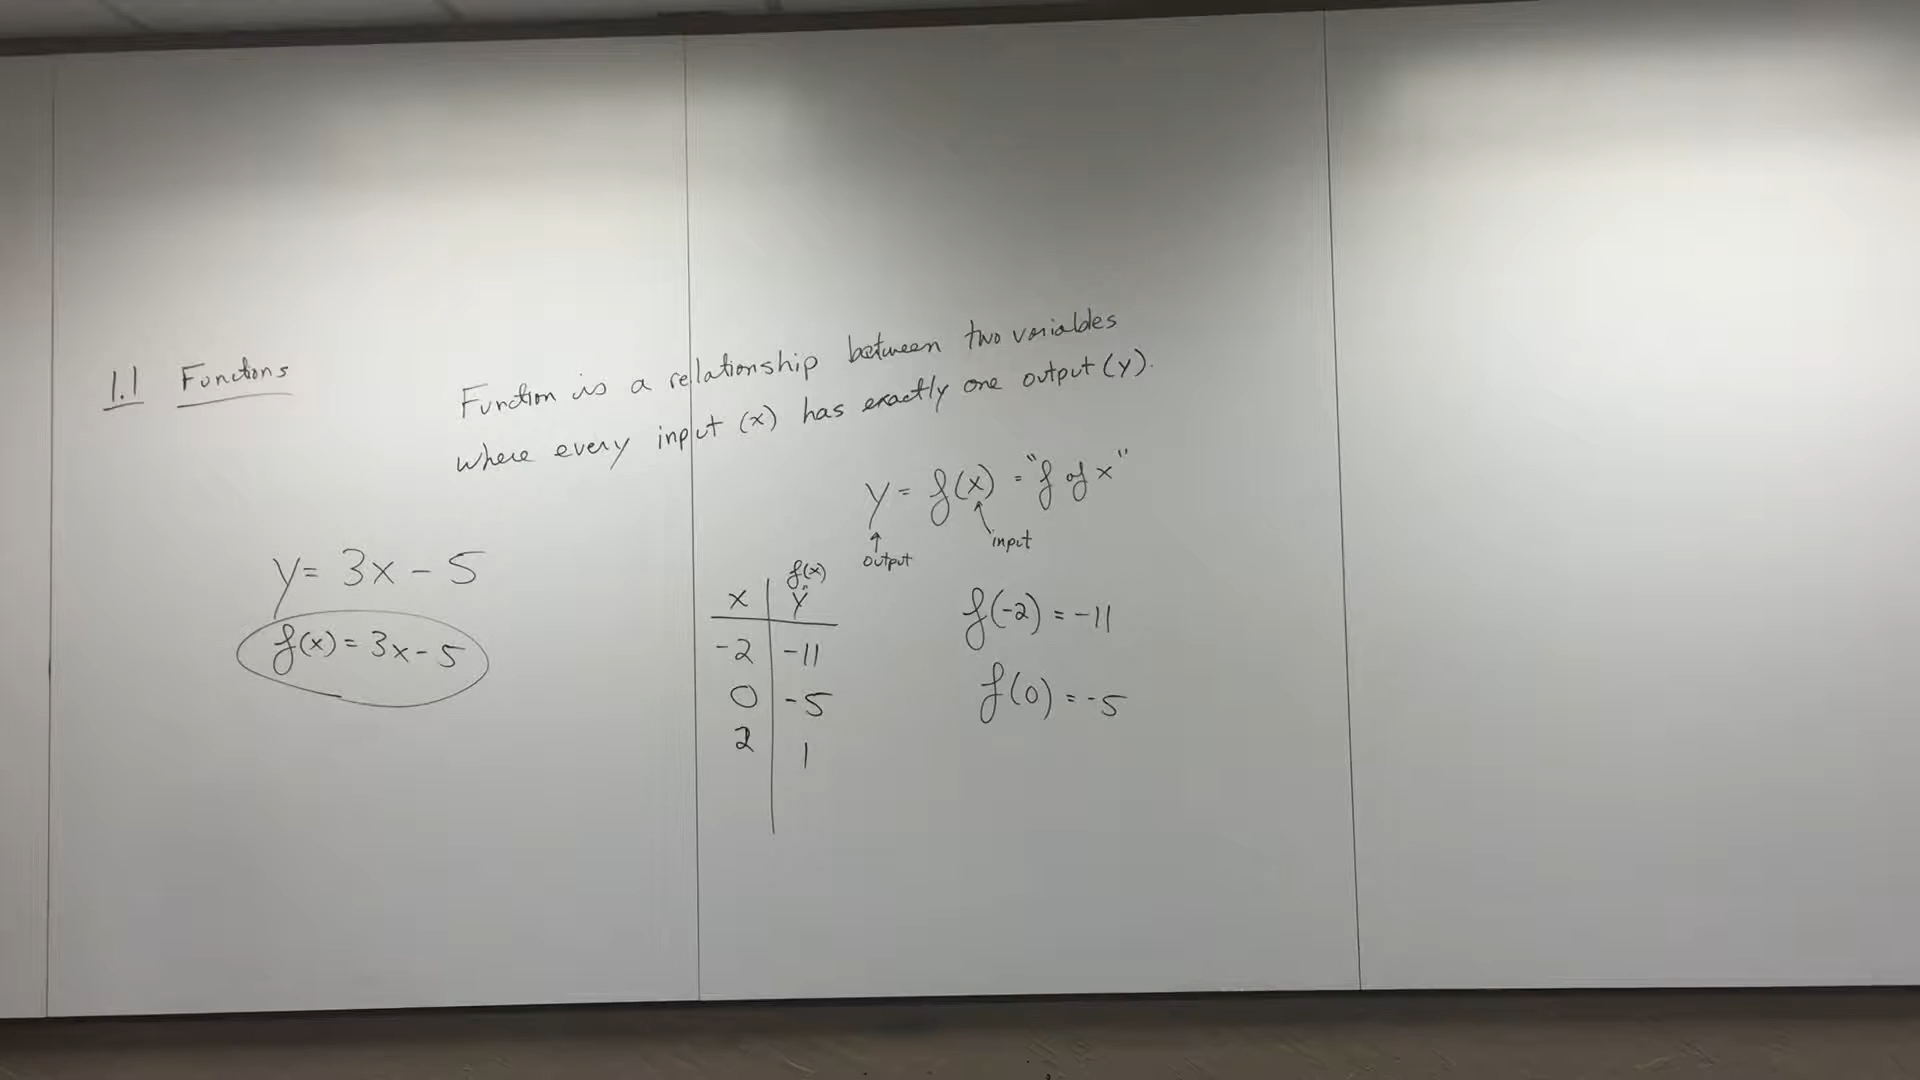 1.1 Functions
Function is a relationship between two variables
where every input (x) has exactly one output (y).
y = f(x) = "f of x"
output
input
y = 3x - 5
f(x) = 3x - 5
f(x)
x y
-2 -11
0 -5
2 1
f(-2) = -11
f(0) = -5